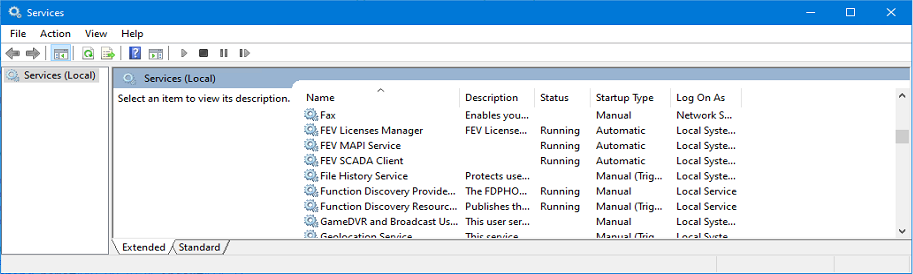 Services
File Action View Help
Services (Local)
Services (Local)
Select an item to view its description.
Name Description Status Startup Type Log On As
Fax Enables you... Manual Network S...
FEV Licenses Manager FEV License... Running Automatic Local Syste...
FEV MAPI Service Running Automatic Local Syste...
FEV SCADA Client Running Automatic Local Syste...
File History Service Protects use... Manual (Trig... Local Syste...
Function Discovery Provide... The FDPHO... Running Manual Local Service
Function Discovery Resourc... Publishes th... Running Manual (Trig... Local Service
GameDVR and Broadcast Us... This user ser... Manual Local Syste...
Geolocation Service This service Manual (Trig Local Syste...
Extended Standard